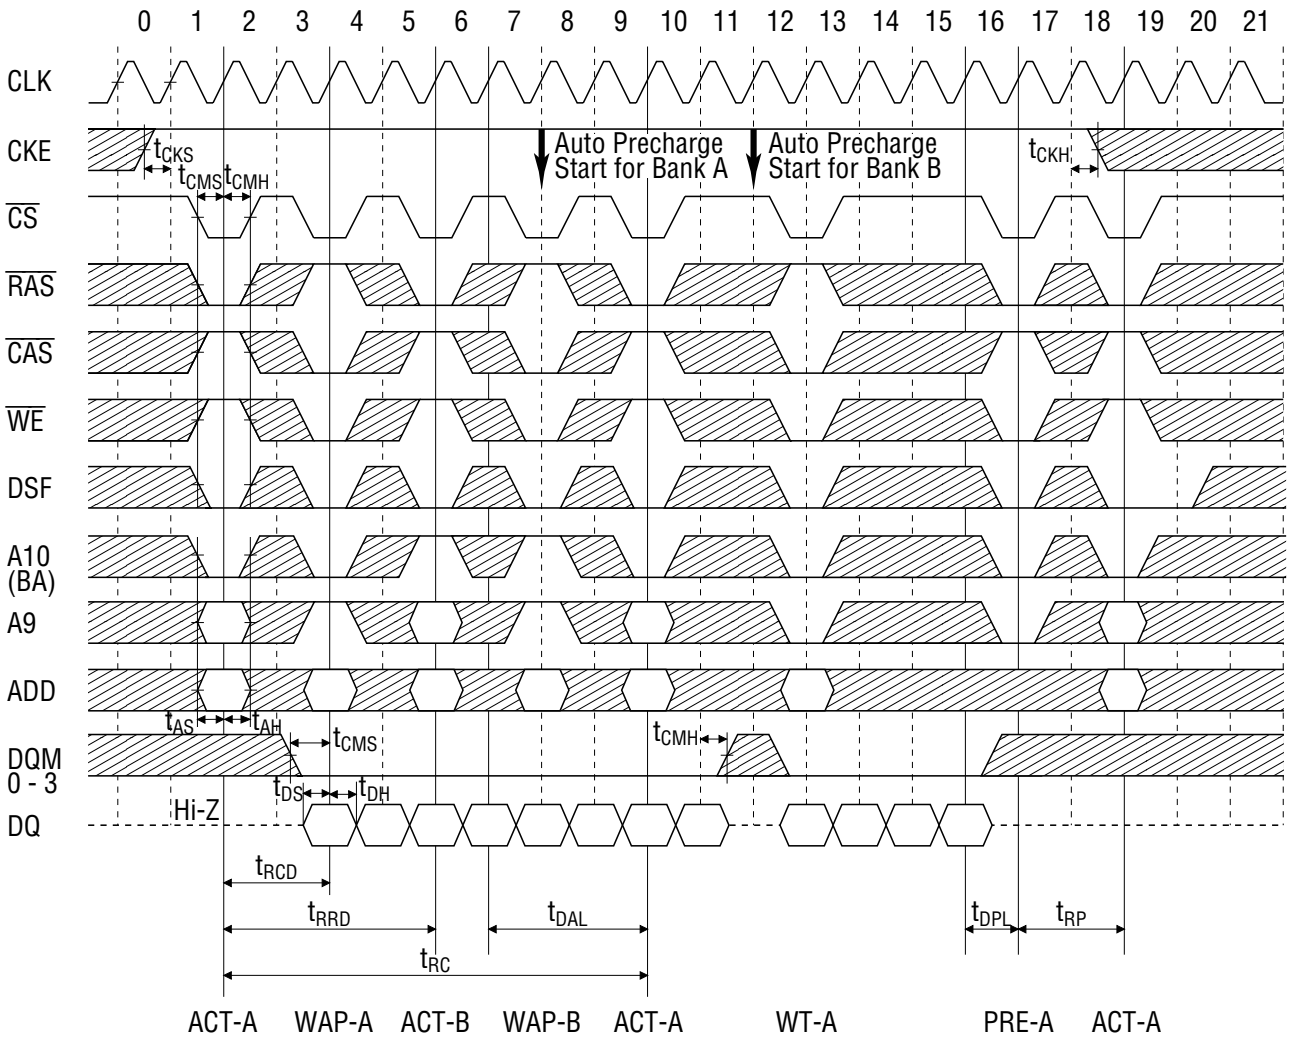 0 1 2 3 4 5 6 7 8 9 10 11 12 13 14 15 16 17 18 19 20 21
CLK
CKE
tCKS
Auto Precharge
Start for Bank A
Auto Precharge
Start for Bank B
tCKH
tCMS tCMH
CS
RAS
CAS
WE
DSF
A10
(BA)
A9
ADD
tAS tAH
DQM
0 - 3
tCMS
tCMH
tDS tDH
DQ
Hi-Z
tRCD
tRRD
tDAL
tDPL
tRP
tRC
ACT-A WAP-A ACT-B WAP-B ACT-A WT-A PRE-A ACT-A